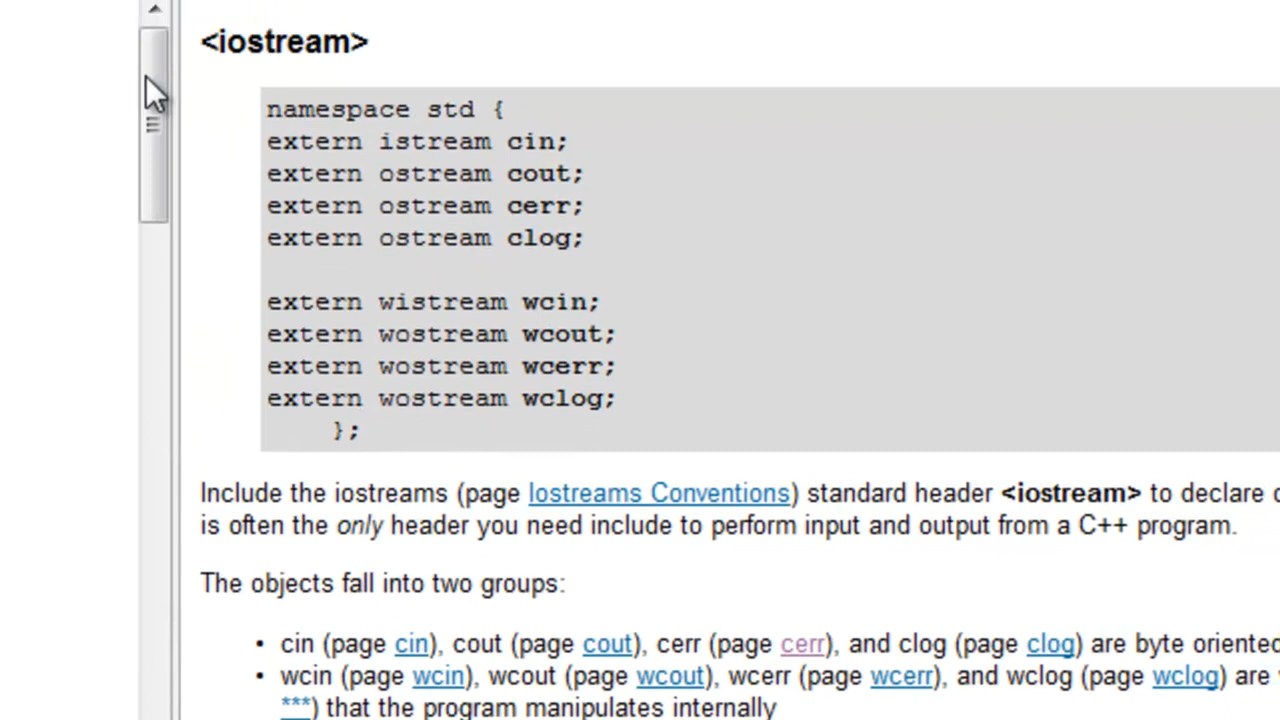 <iostream>
namespace std {
extern istream cin;
extern ostream cout;
extern ostream cerr;
extern ostream clog;
extern wistream wcin;
extern wostream wcout;
extern wostream wcerr;
extern wostream wclog;
};
Include the iostreams (page Iostreams Conventions) standard header <iostream> to declare
is often the only header you need include to perform input and output from a C++ program.
The objects fall into two groups:
• cin (page cin), cout (page cout), cerr (page cerr), and clog (page clog) are byte oriented
• wcin (page wcin), wcout (page wcout), wcerr (page wcerr), and wclog (page wclog) are
***) that the program manipulates internally